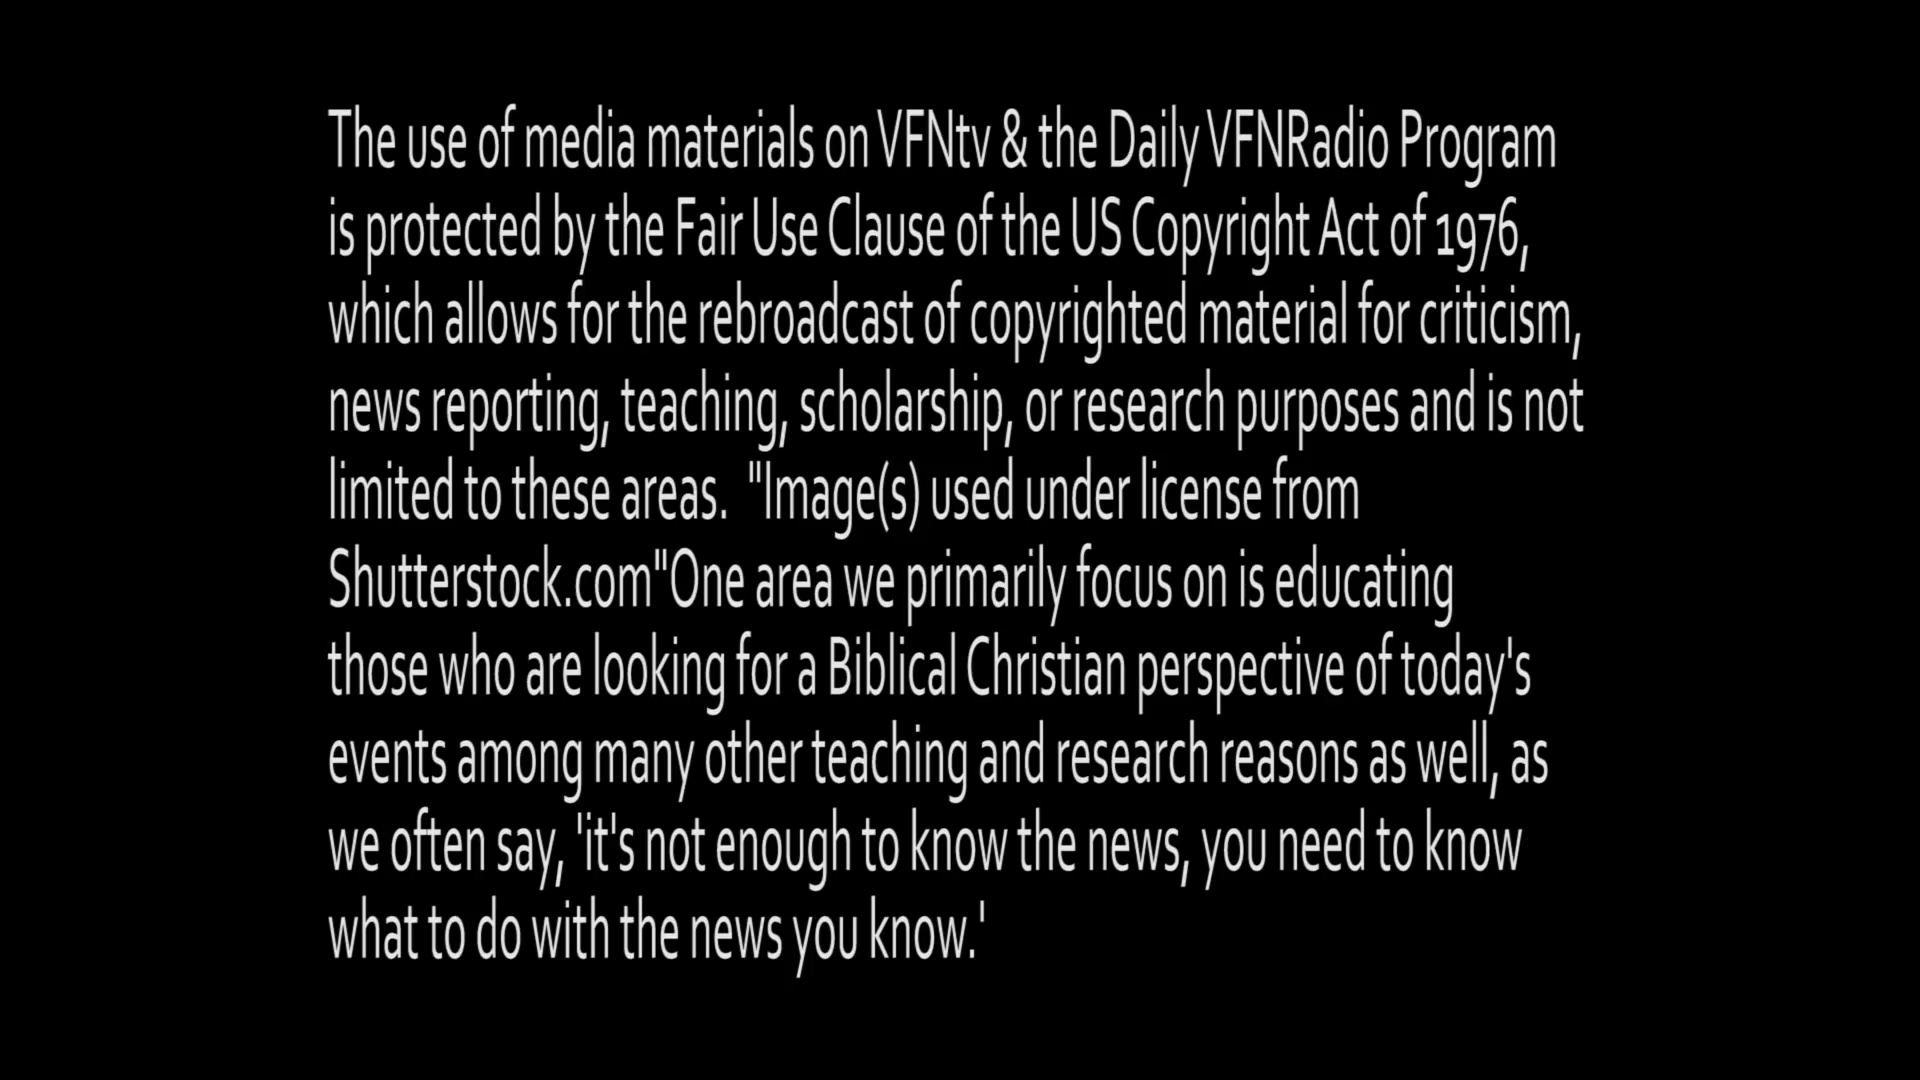 The use of media materials on VFNtv & the Daily VFNRadio Program
is protected by the Fair Use Clause of the US Copyright Act of 1976,
which allows for the rebroadcast of copyrighted material for criticism,
news reporting, teaching, scholarship, or research purposes and is not
limited to these areas.  "Image(s) used under license from
Shutterstock.com"One area we primarily focus on is educating
those who are looking for a Biblical Christian perspective of today's
events among many other teaching and research reasons as well, as
we often say, 'it's not enough to know the news, you need to know
what to do with the news you know.'